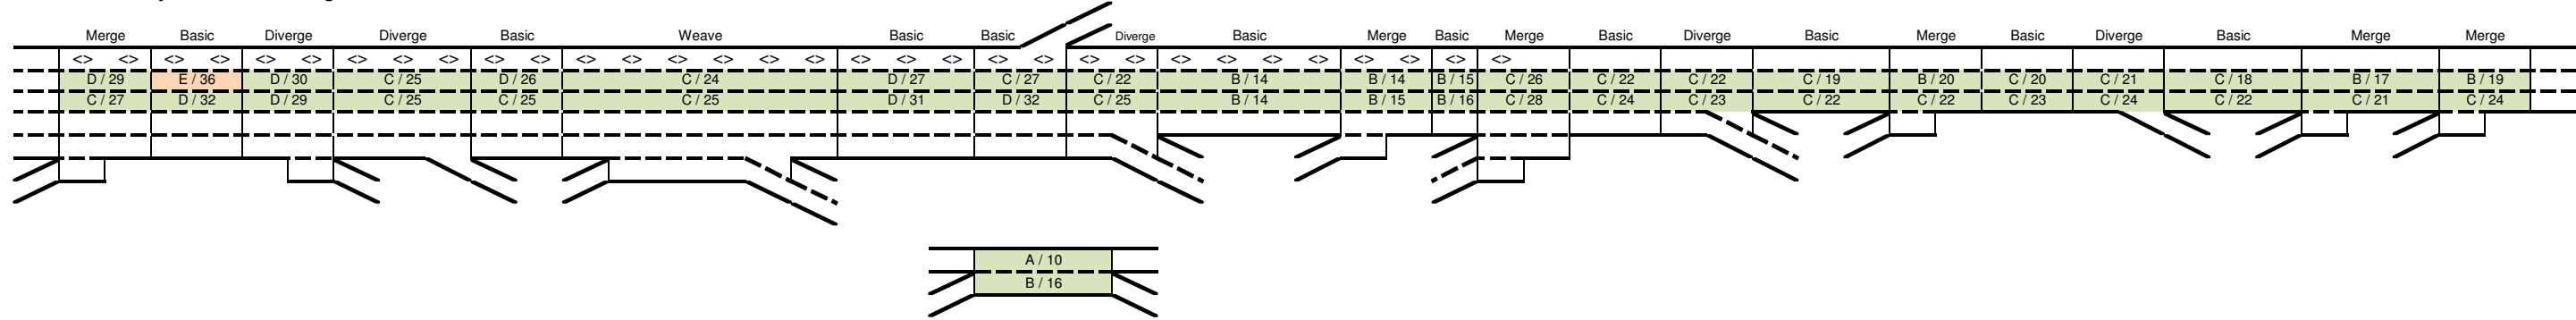 Merge Basic Diverge Diverge Basic Weave Basic Basic Diverge Basic Merge Basic Merge Basic Diverge Basic Merge Basic Diverge Basic Merge Merge
<> <> <> <> <> <> <> <> <> <> <> <> <> <> <> <> <> <> <> <> <> <> <> <> <> <> <> <> <> <> <> <>
D / 29 E / 36 D / 30 C / 25 D / 26 C / 24 D / 27 C / 27 C / 22 B / 14 B / 14 B / 15 C / 26 C / 22 C / 22 C / 19 B / 20 C / 20 C / 21 C / 18 B / 17 B / 19
C / 27 D / 32 D / 29 C / 25 C / 25 C / 25 D / 31 D / 32 C / 25 B / 14 B / 15 B / 16 C / 28 C / 24 C / 23 C / 22 C / 22 C / 23 C / 24 C / 22 C / 21 C / 24
A / 10
B / 16